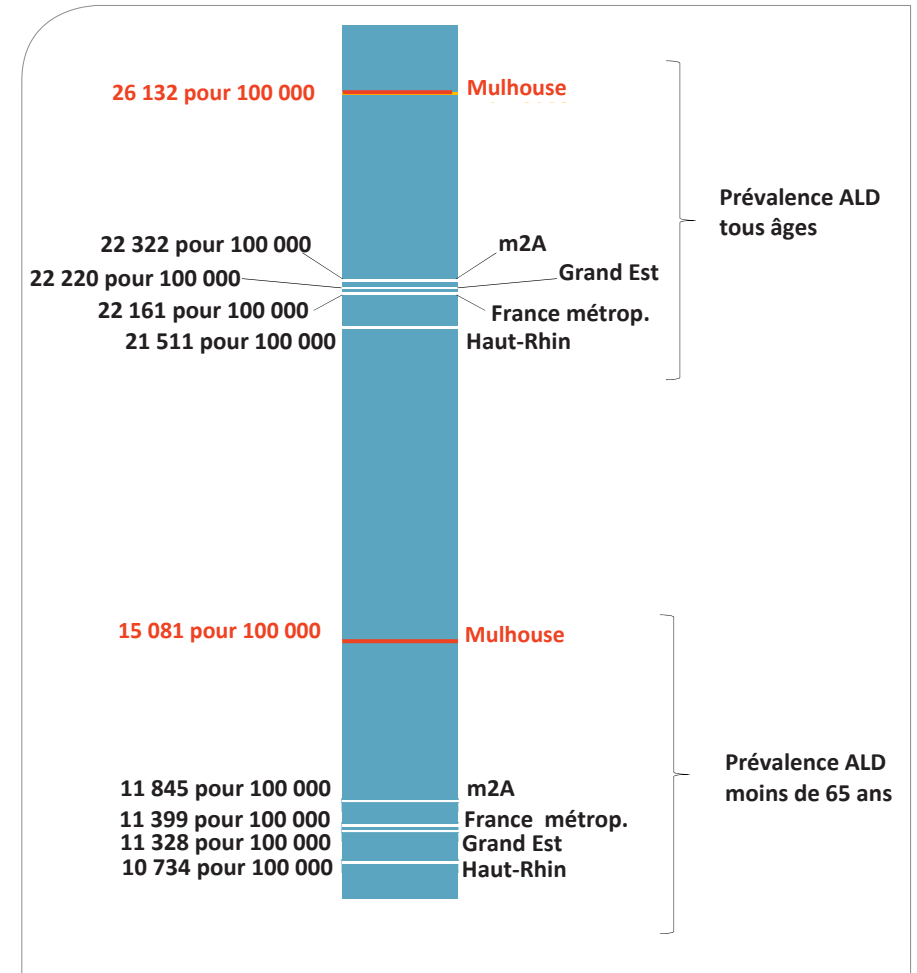 26 132 pour 100 000 Mulhouse
Prévalence ALD
tous âges
22 322 pour 100 000 m2A
22 220 pour 100 000 Grand Est
22 161 pour 100 000 France métrop.
21 511 pour 100 000 Haut-Rhin
15 081 pour 100 000 Mulhouse
Prévalence ALD
moins de 65 ans
11 845 pour 100 000 m2A
11 399 pour 100 000 France métrop.
11 328 pour 100 000 Grand Est
10 734 pour 100 000 Haut-Rhin